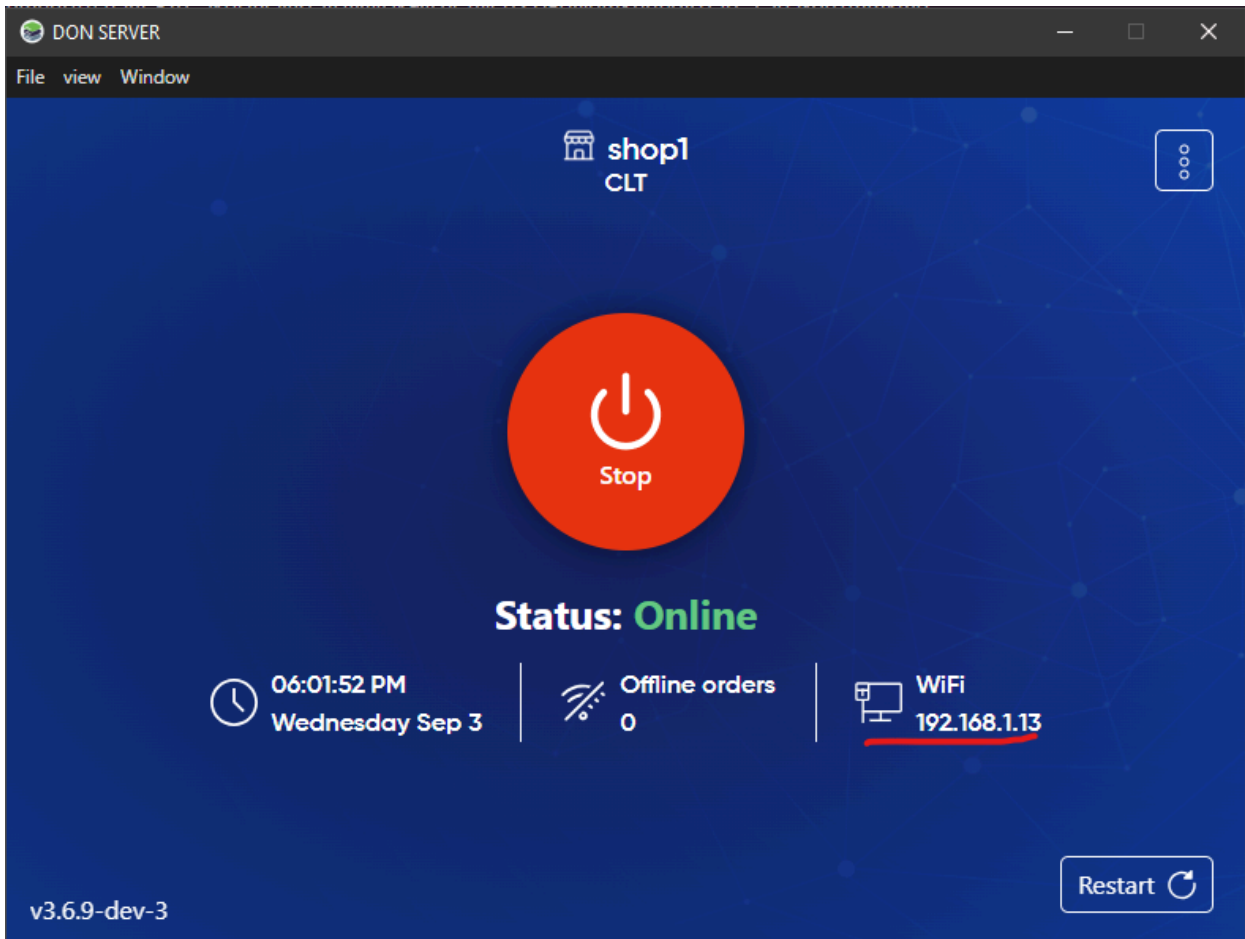 DON SERVER
File view Window
shop1
CLT
Stop
Status: Online
06:01:52 PM
Wednesday Sep 3
Offline orders
0
WiFi
192.168.1.13
Restart
v3.6.9-dev-3